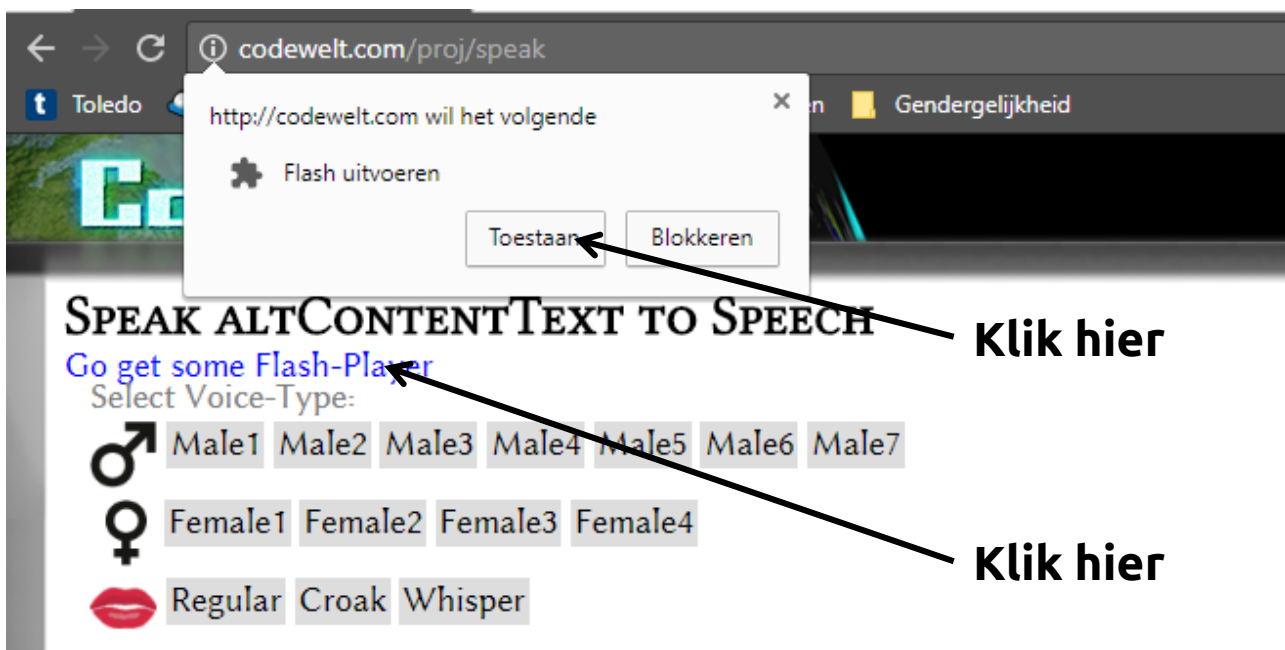 codewelt.com/proj/speak
t Toledo
en Gendergelijkheid
http://codewelt.com wil het volgende
Flash uitvoeren
Toestaan Blokkeren
Co
Speak altContentText to Speech
Klik hier
Go get some Flash-Player
Select Voice-Type:
Male1 Male2 Male3 Male4 Male5 Male6 Male7
Female1 Female2 Female3 Female4
Klik hier
Regular Croak Whisper